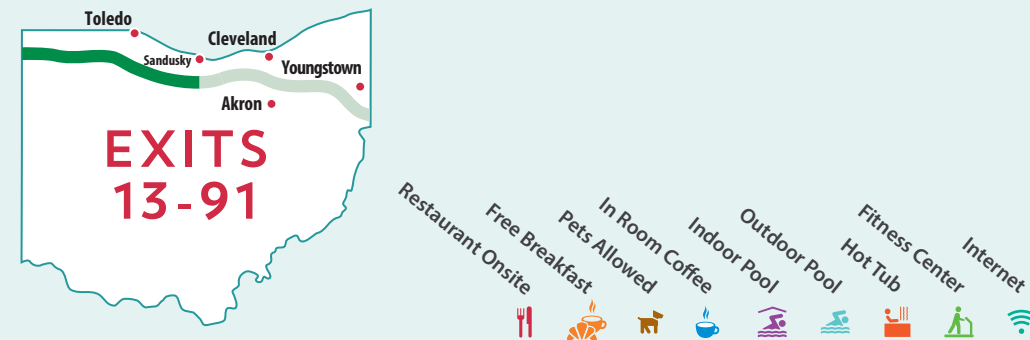 Toledo
Cleveland
Sandusky
Youngstown
Akron
EXITS
13-91
Restaurant Onsite
Free Breakfast
Pets Allowed
In Room Coffee
Indoor Pool
Outdoor Pool
Hot Tub
Fitness Center
Internet